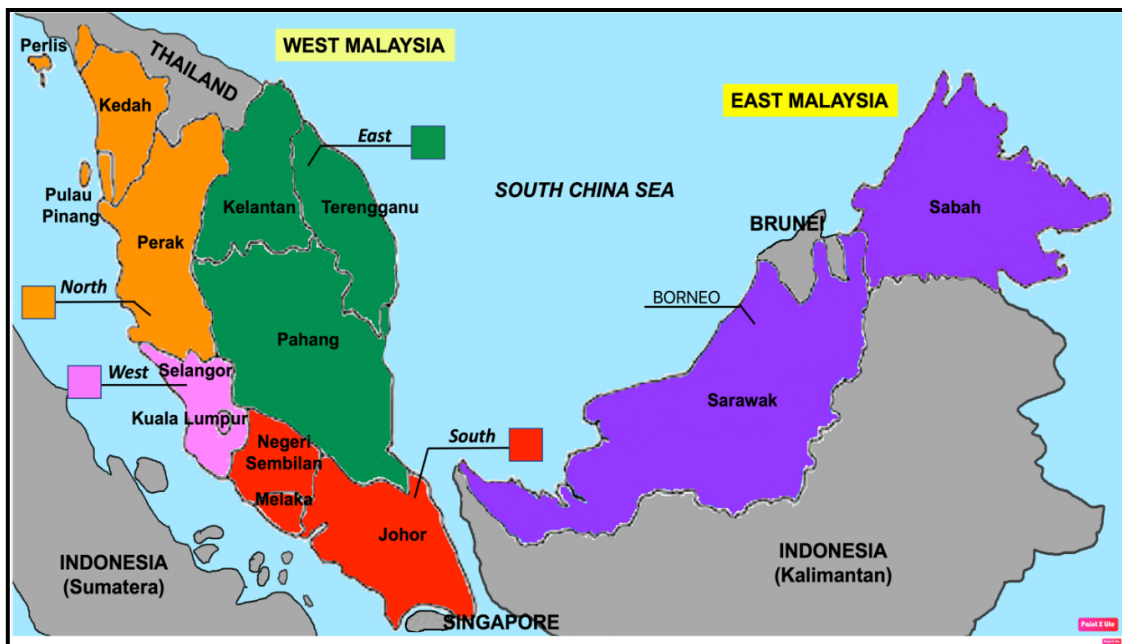 Perlis
THAILAND
WEST MALAYSIA
Kedah
EAST MALAYSIA
East
SOUTH CHINA SEA
Pulau
Pinang
Kelantan
Terengganu
Sabah
BRUNEI
Perak
North
BORNEO
Pahang
West
Selangor
Kuala Lumpur
Sarawak
South
Negeri
Sembilan
Melaka
Johor
INDONESIA
(Sumatera)
INDONESIA
(Kalimantan)
SINGAPORE
Paint X lite